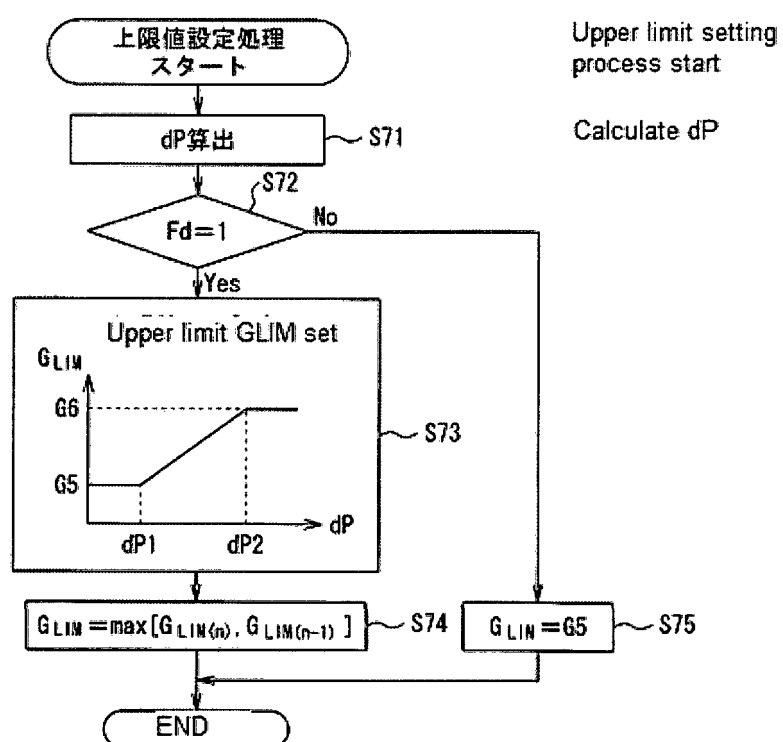 上限値設定処理
スタート
Upper limit setting
process start
dP算出
S71
Calculate dP
S72
Fd=1
No
Yes
Upper limit GLIM set
GLIM
G6
G5
dP1
dP2
dP
S73
GLIM=max[GLIM(n), GLIM(n-1)]
S74
GLIM=G5
S75
END